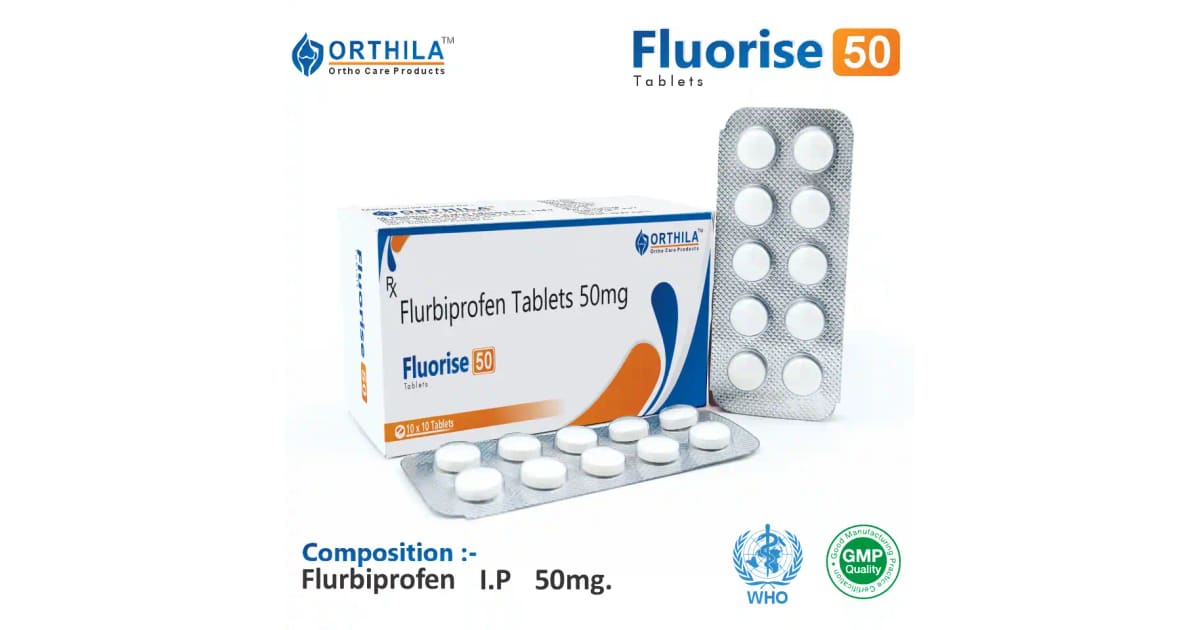 ORTHILA™
Ortho Care Products
Fluorise 50
Tablets
ORTHILA™
Fluorise 50
ORTHILA™
Ortho Care Products
Rx
Flurbiprofen Tablets 50mg
Fluorise 50
Tablets
10 x 10 Tablets
Composition :-
Flurbiprofen I.P 50mg.
WHO
Good Manufacturing
Practice Certification
GMP
Quality